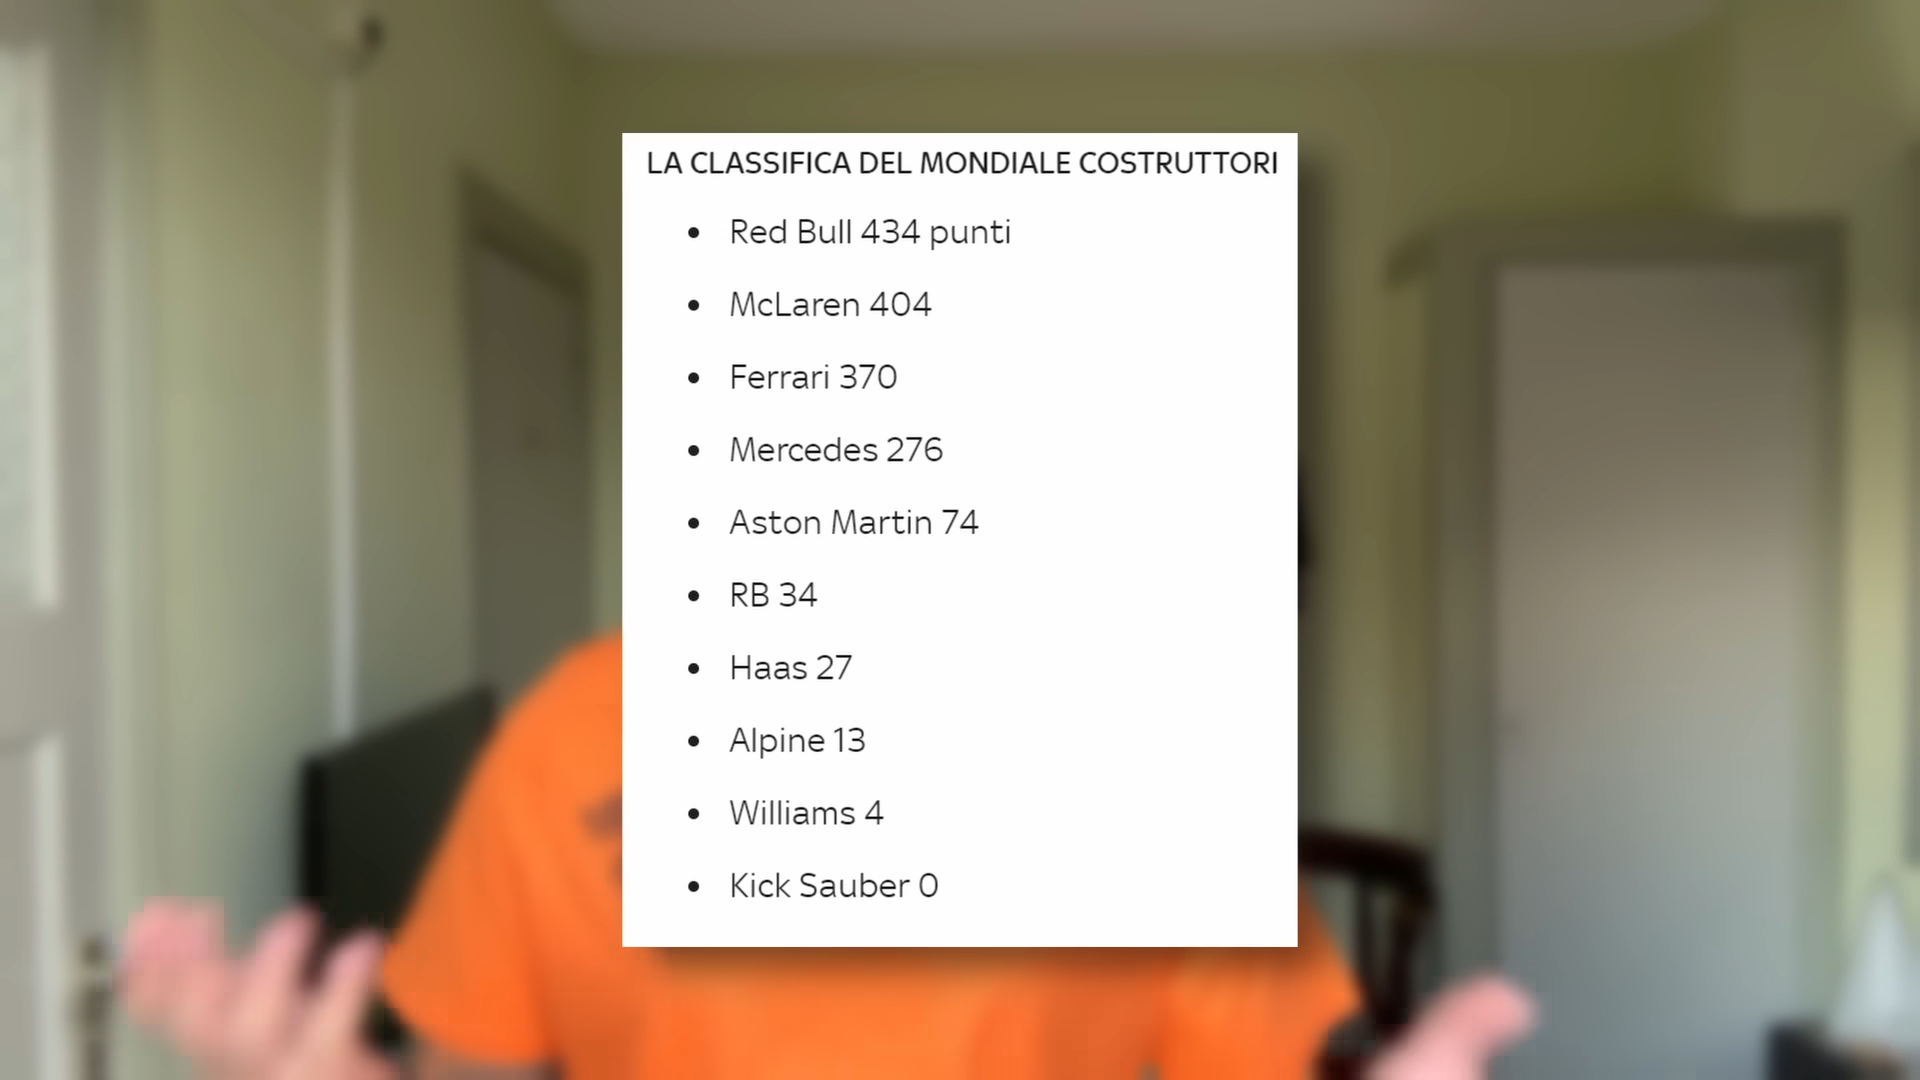 LA CLASSIFICA DEL MONDIALE COSTRUTTORI
Red Bull 434 punti
McLaren 404
Ferrari 370
Mercedes 276
Aston Martin 74
RB 34
Haas 27
Alpine 13
Williams 4
Kick Sauber 0